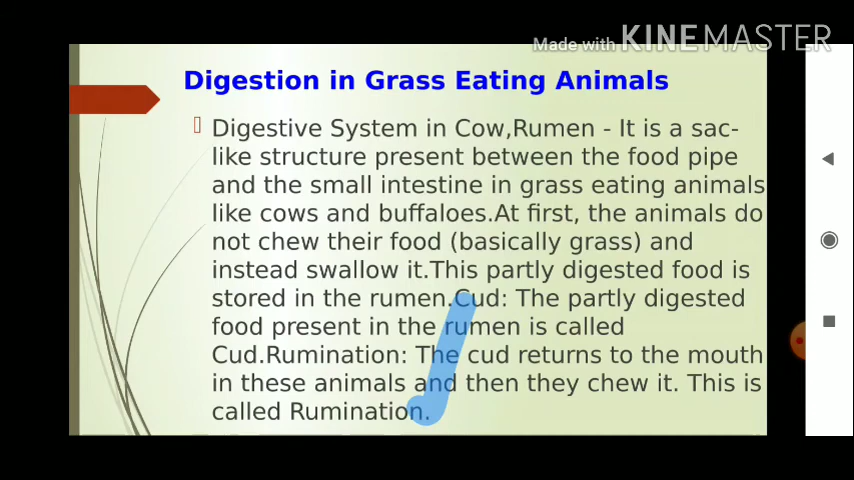 Made with KINEMASTER
Digestion in Grass Eating Animals
Digestive System in Cow,Rumen - It is a sac-
like structure present between the food pipe
and the small intestine in grass eating animals
like cows and buffaloes.At first, the animals do
not chew their food (basically grass) and
instead swallow it.This partly digested food is
stored in the rumen.Cud: The partly digested
food present in the rumen is called
Cud.Rumination: The cud returns to the mouth
in these animals and then they chew it. This is
called Rumination.